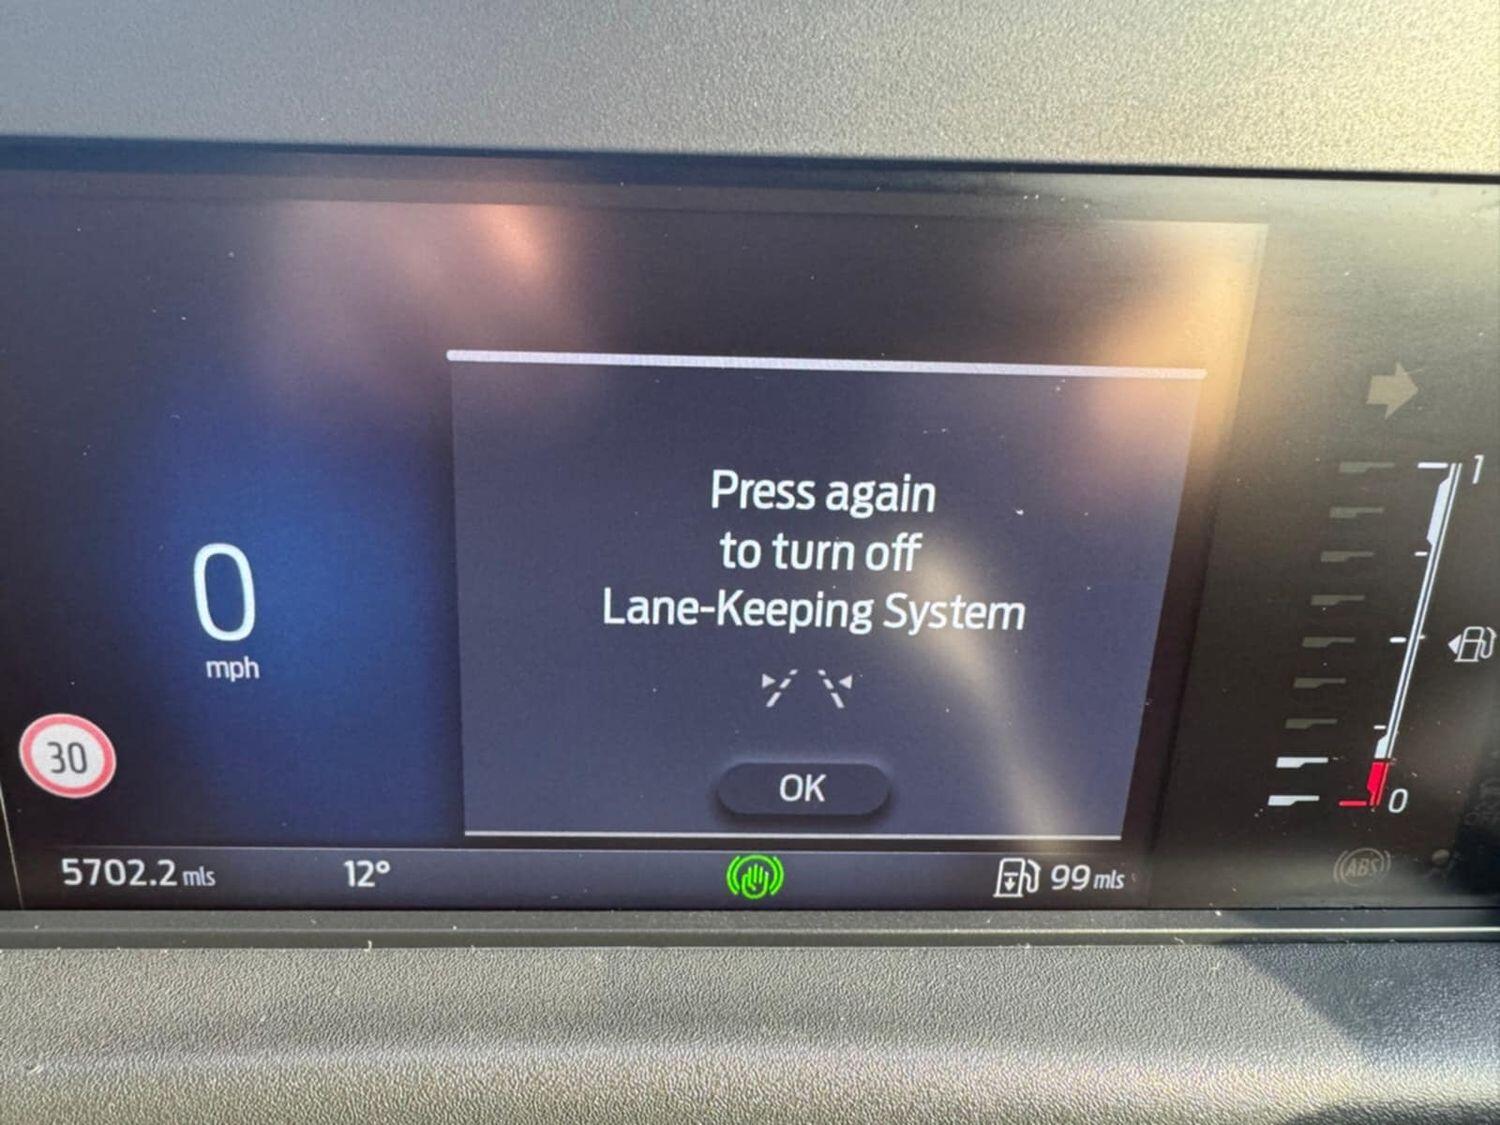 Press again
to turn off
Lane-Keeping System
OK
0
mph
30
5702.2 mls
12°
99 mls
1
0
ABS